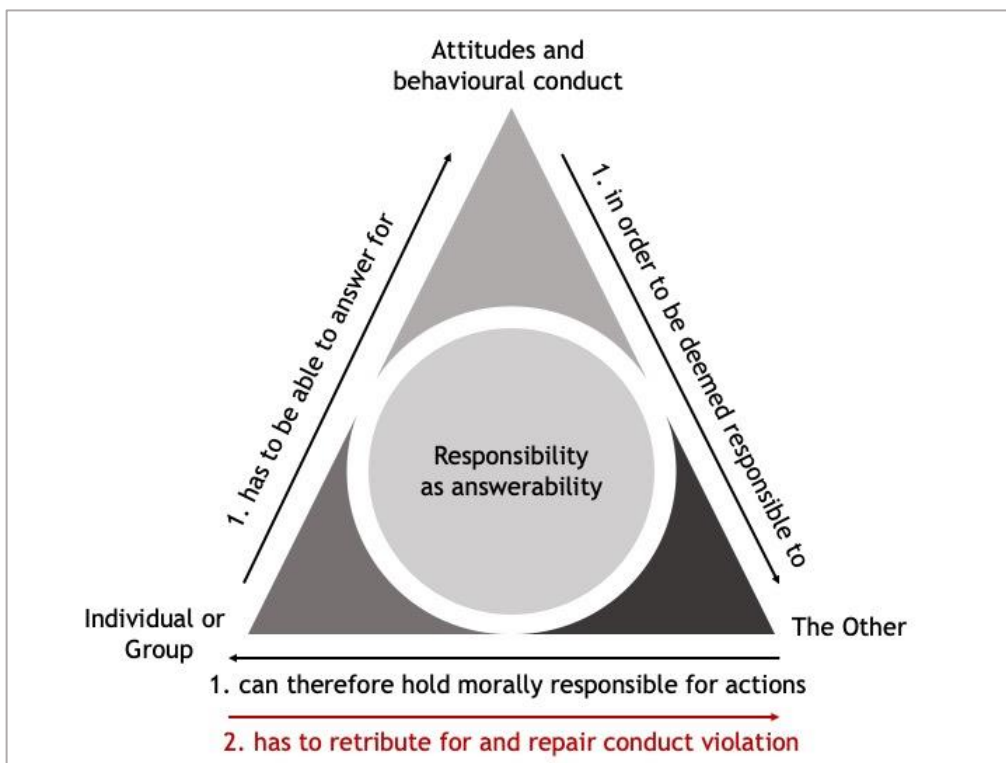 Attitudes and
behavioural conduct
1. has to be able to answer for
1. in order to be deemed responsible to
Responsibility
as answerability
Individual or
Group
The Other
1. can therefore hold morally responsible for actions
2. has to retribute for and repair conduct violation